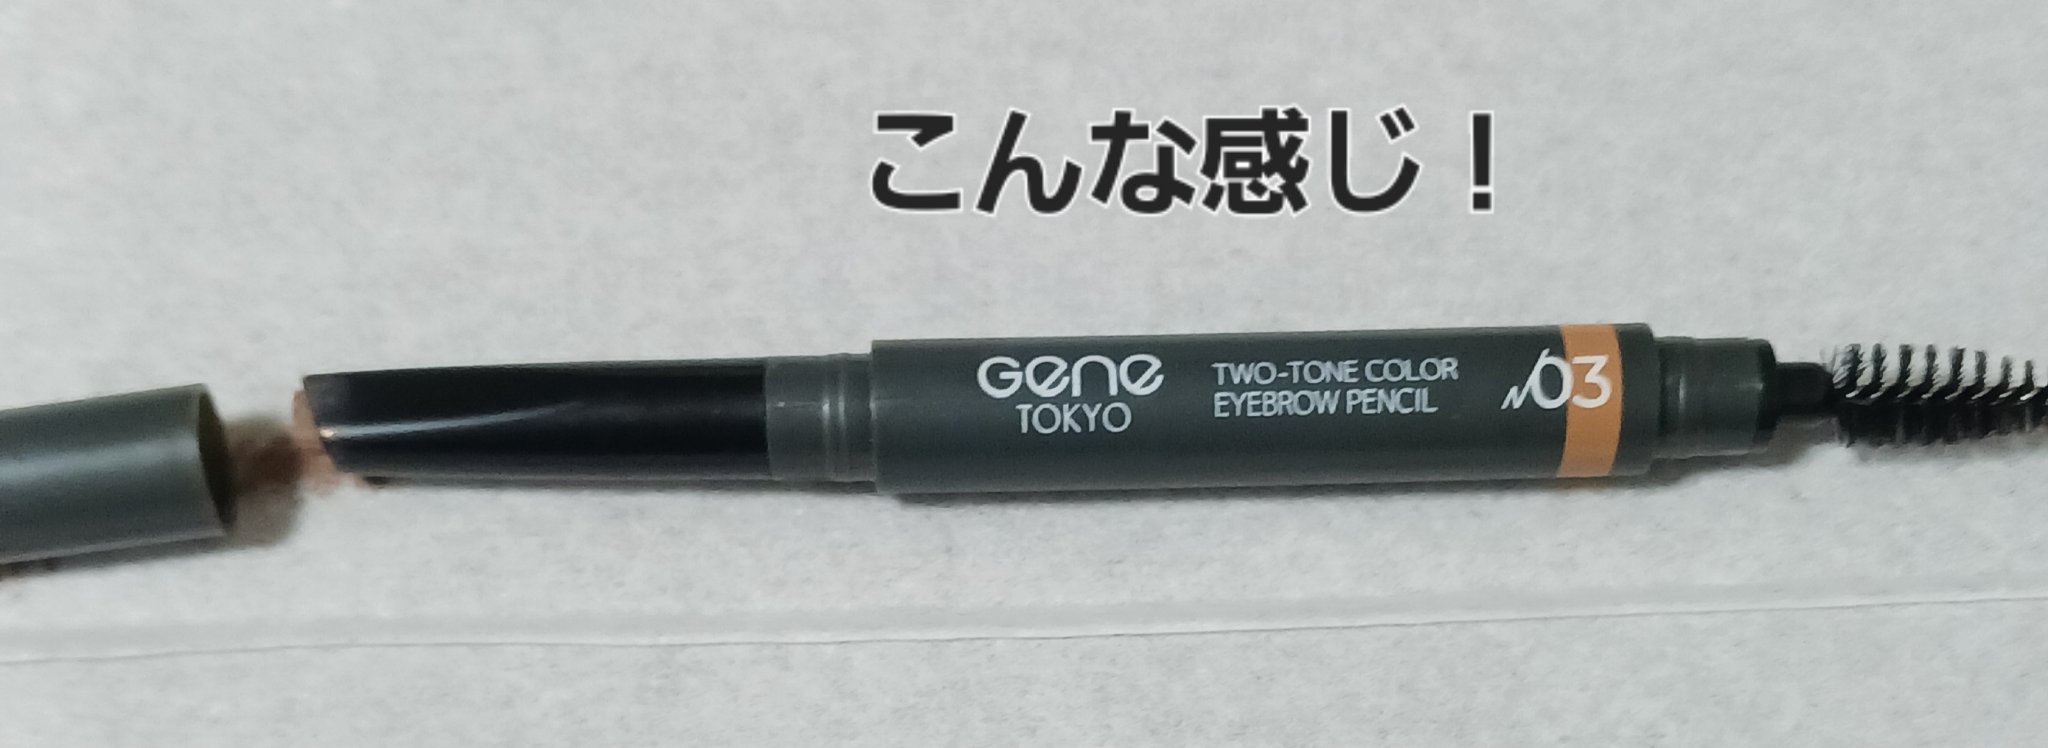 こんな感じ！
Gene
TOKYO
TWO-TONE COLOR
EYEBROW PENCIL
03